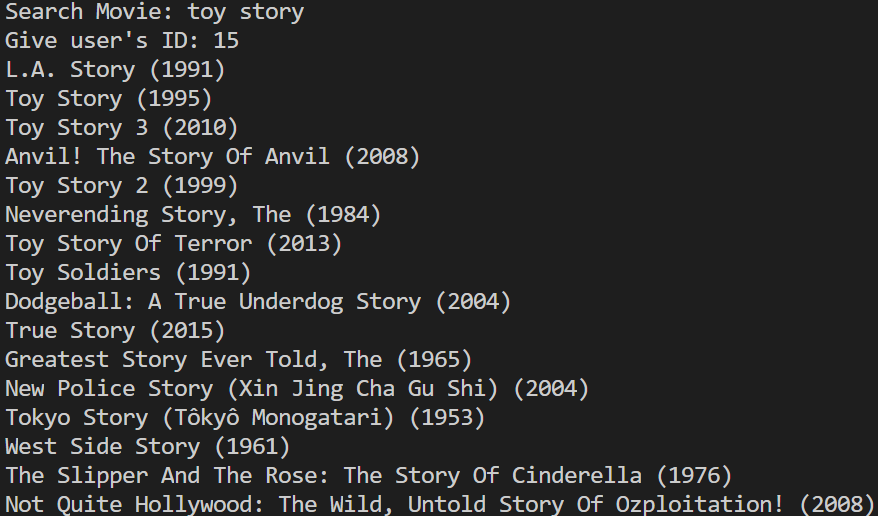 Search Movie: toy story
Give user's ID: 15
L.A. Story (1991)
Toy Story (1995)
Toy Story 3 (2010)
Anvil! The Story Of Anvil (2008)
Toy Story 2 (1999)
Neverending Story, The (1984)
Toy Story Of Terror (2013)
Toy Soldiers (1991)
Dodgeball: A True Underdog Story (2004)
True Story (2015)
Greatest Story Ever Told, The (1965)
New Police Story (Xin Jing Cha Gu Shi) (2004)
Tokyo Story (Tôkyô Monogatari) (1953)
West Side Story (1961)
The Slipper And The Rose: The Story Of Cinderella (1976)
Not Quite Hollywood: The Wild, Untold Story Of Ozploitation! (2008)